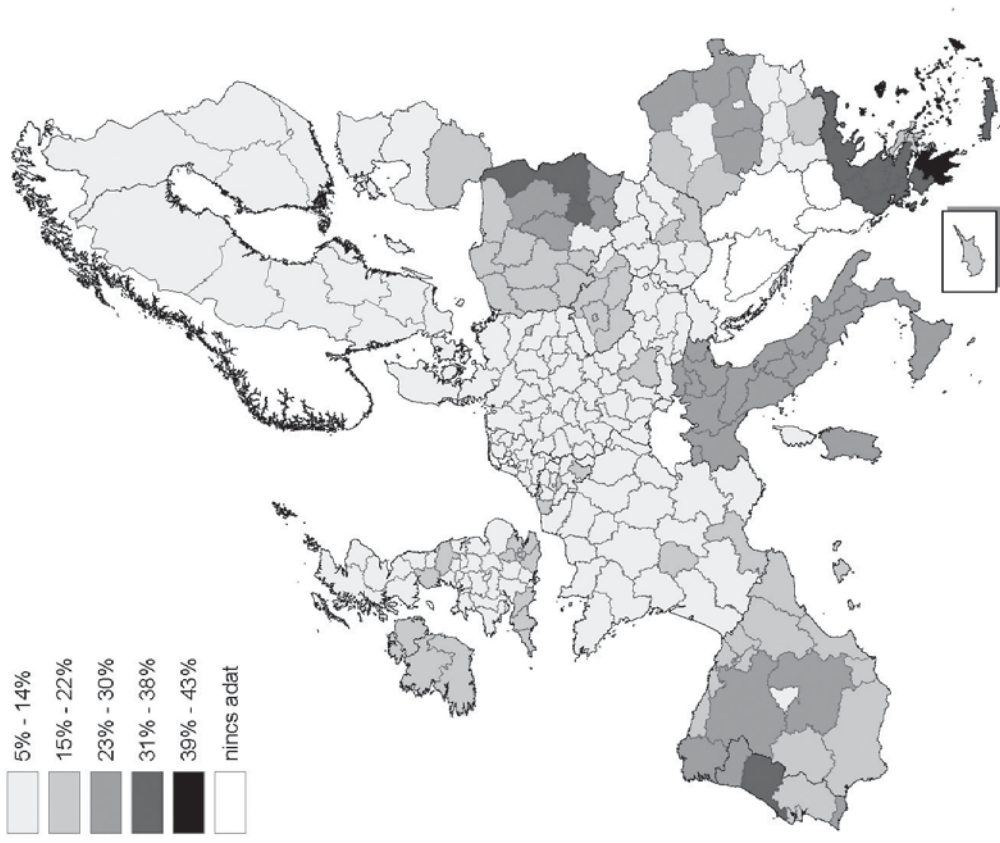 5% - 14%
15% - 22%
23% - 30%
31% - 38%
39% - 43%
nincs adat